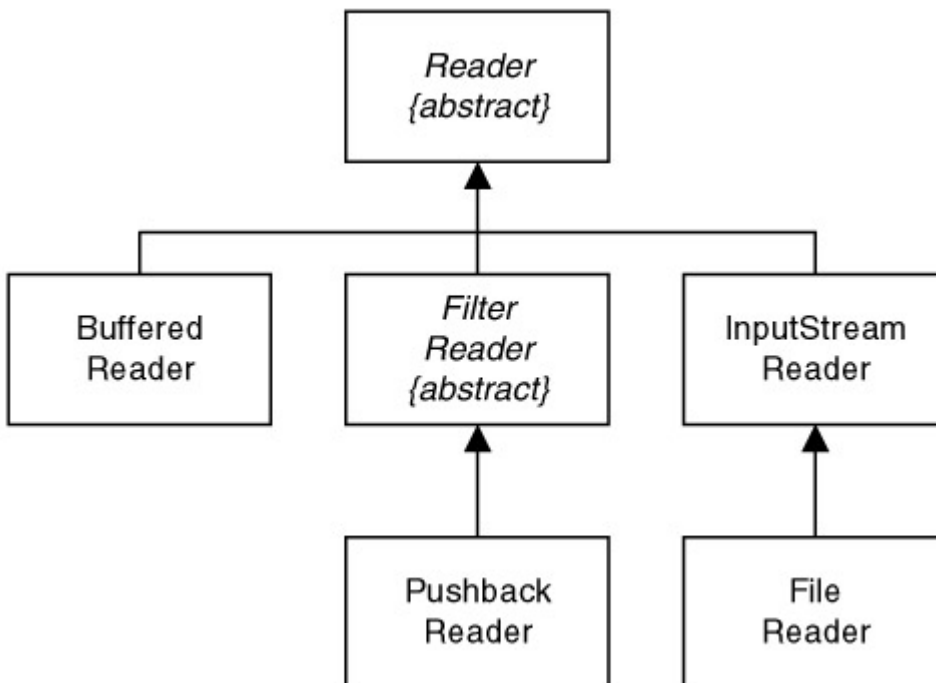 Reader
{abstract}
Buffered
Reader
Filter
Reader
{abstract}
InputStream
Reader
Pushback
Reader
File
Reader